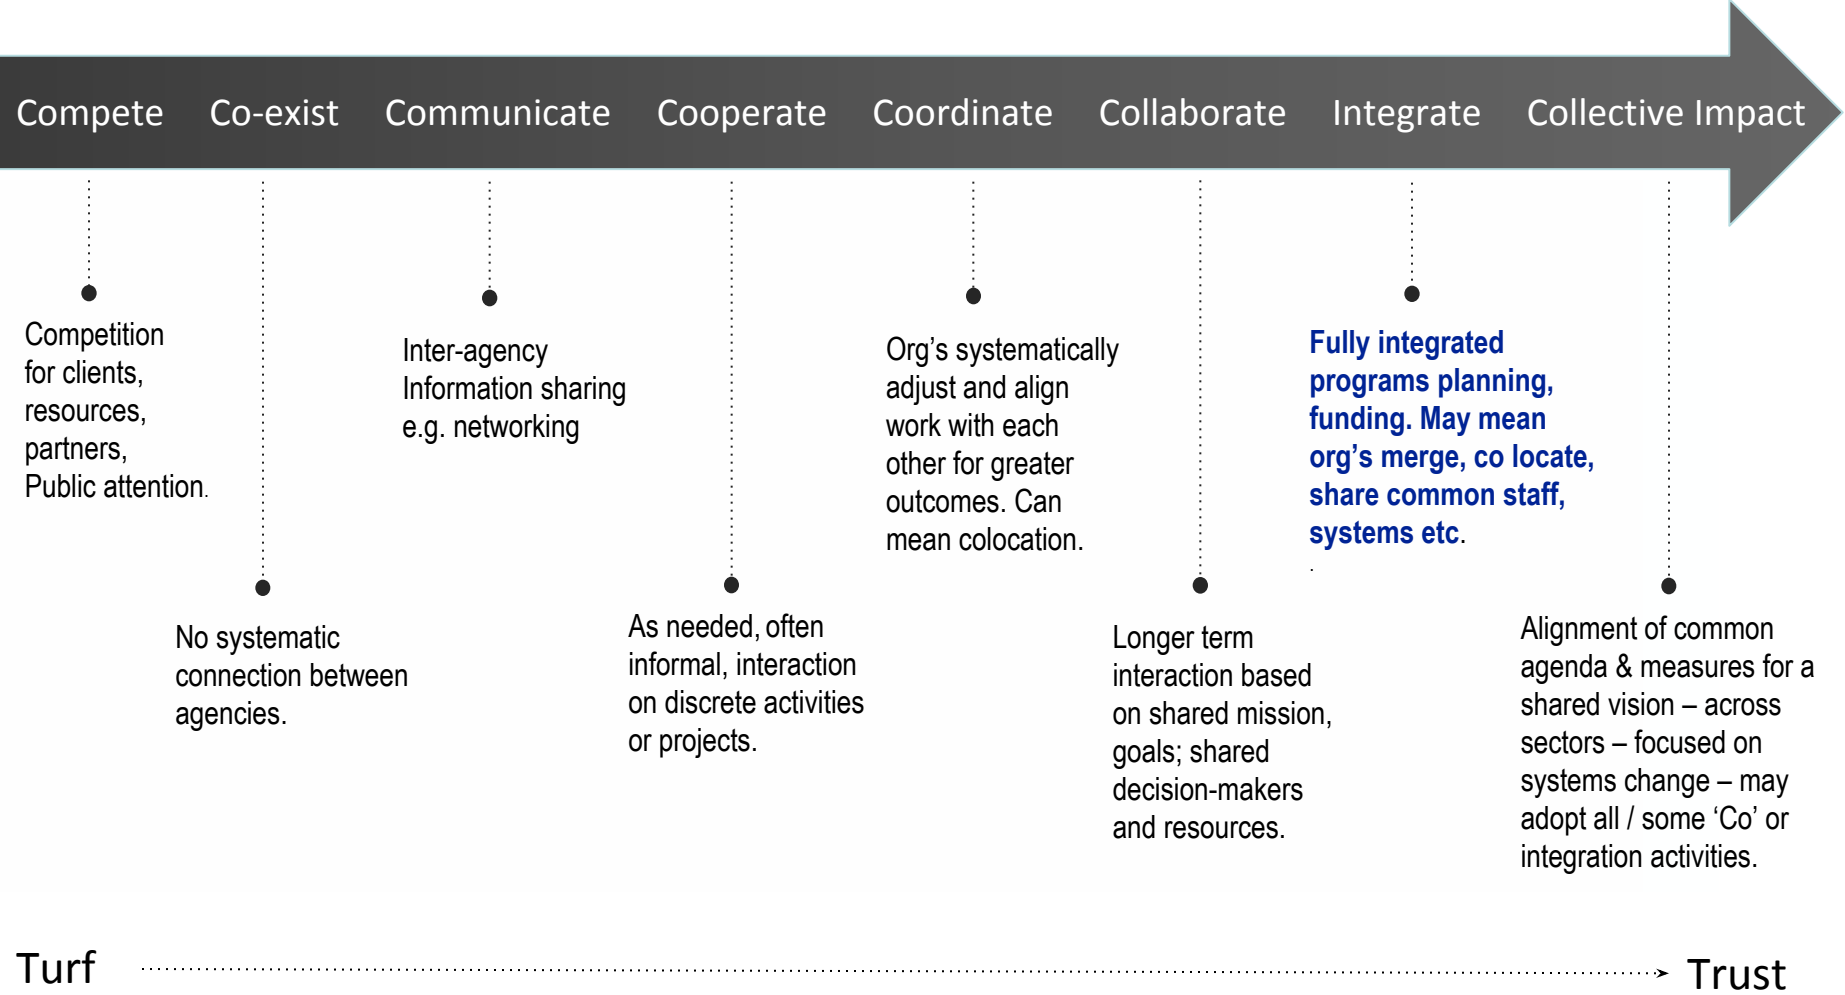 Compete Co-exist Communicate Cooperate Coordinate Collaborate Integrate Collective Impact
Competition
for clients,
resources,
partners,
Public attention.
No systematic
connection between
agencies.
Inter-agency
Information sharing
e.g. networking
As needed, often
informal, interaction
on discrete activities
or projects.
Org’s systematically
adjust and align
work with each
other for greater
outcomes. Can
mean colocation.
Longer term
interaction based
on shared mission,
goals; shared
decision-makers
and resources.
Fully integrated
programs planning,
funding. May mean
org’s merge, co locate,
share common staff,
systems etc.
.
Alignment of common
agenda & measures for a
shared vision – across
sectors – focused on
systems change – may
adopt all / some ‘Co’ or
integration activities.
Turf Trust